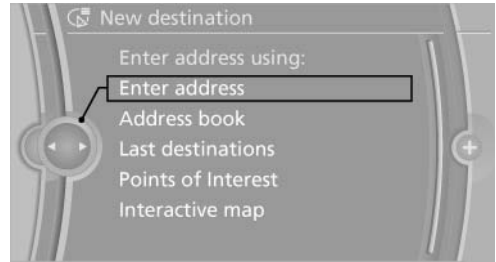 New destination
Enter address using:
Enter address
Address book
Last destinations
Points of Interest
Interactive map